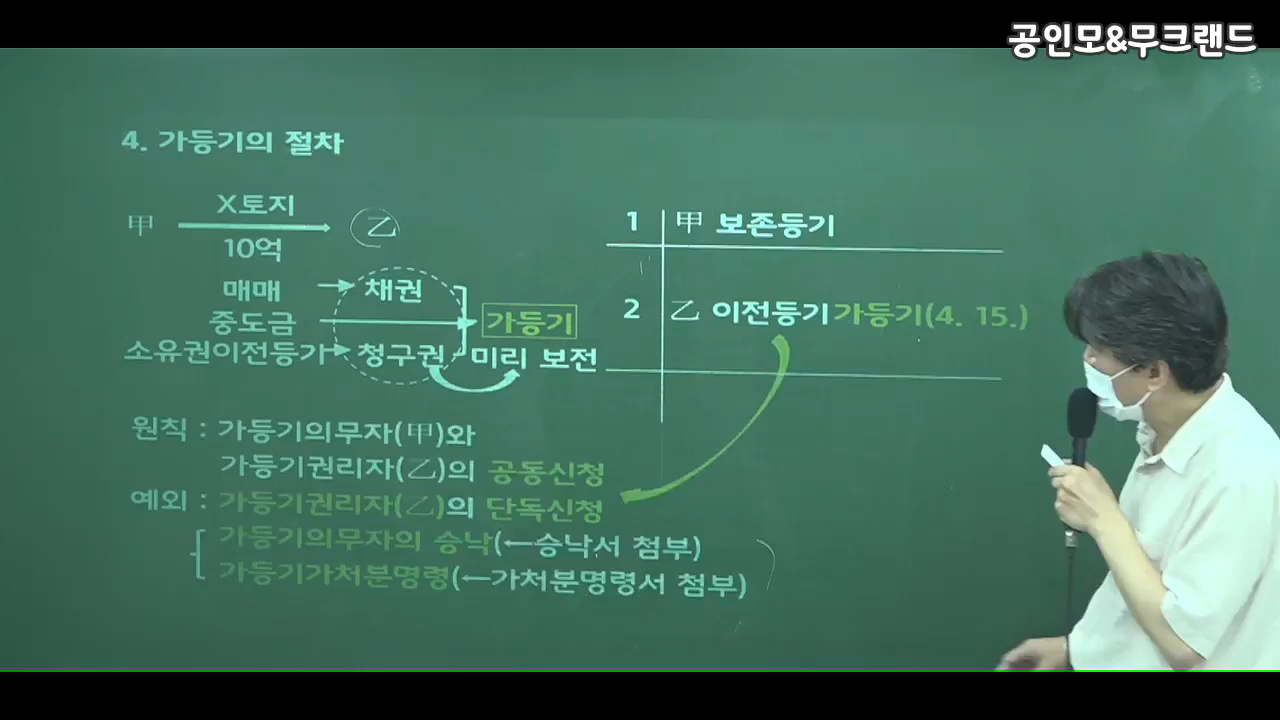 공인모&무크랜드
4. 가등기의 절차
甲 X토지 乙
10억
매매 채권
중도금 가등기
소유권이전등기 청구권 미리 보전
1 甲 보존등기
2 乙 이전등기가등기(4. 15.)
원칙 : 가등기의무자(甲)와
가등기권리자(乙)의 공동신청
예외 : 가등기권리자(乙)의 단독신청
가등기의무자의 승낙(←승낙서 첨부)
가등기가처분명령(←가처분명령서 첨부)